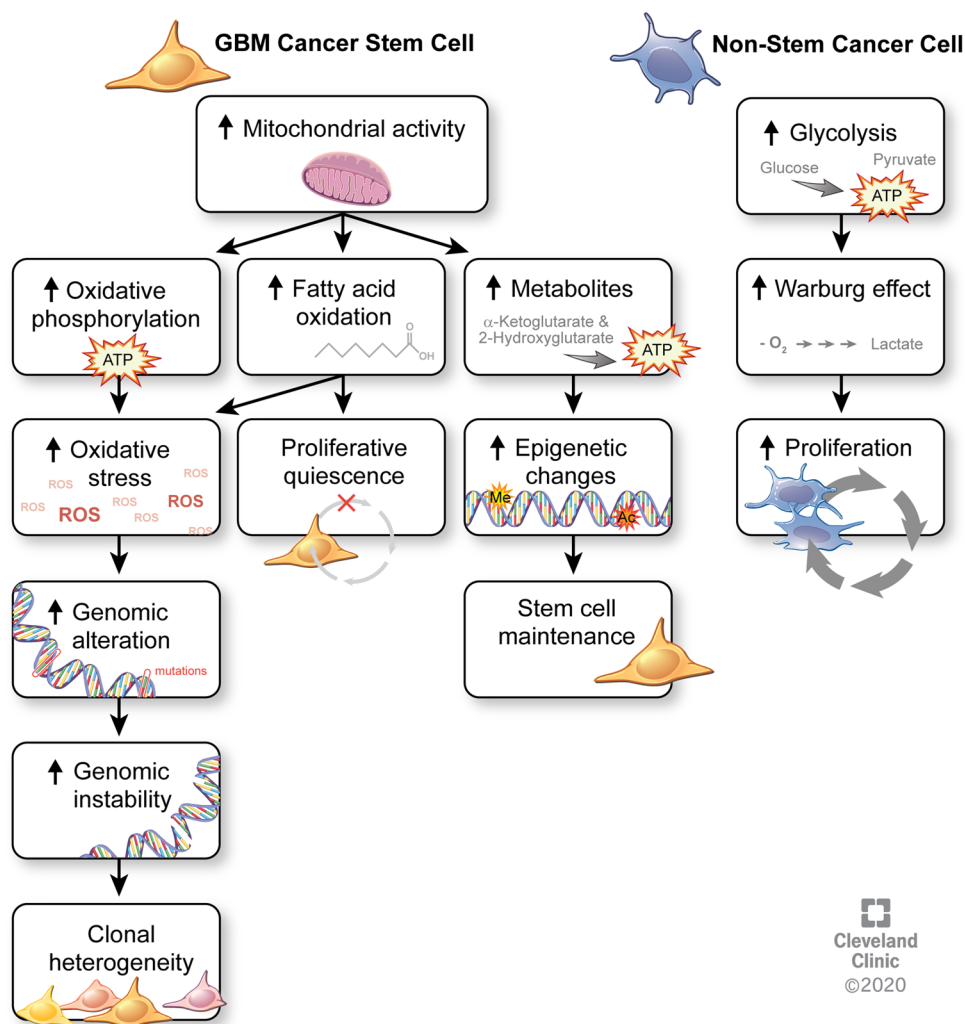 GBM Cancer Stem Cell
Non-Stem Cancer Cell
Mitochondrial activity
Glycolysis
Glucose
Pyruvate
ATP
Oxidative
phosphorylation
ATP
Fatty acid
oxidation
O
OH
Metabolites
α-Ketoglutarate &
2-Hydroxyglutarate
ATP
Warburg effect
- O₂
Lactate
Oxidative
stress
ROS
ROS
ROS
ROS
ROS
ROS
ROS
ROS
Proliferative
quiescence
Epigenetic
changes
Me
Ac
Proliferation
Genomic
alteration
mutations
Stem cell
maintenance
Genomic
instability
Clonal
heterogeneity
Cleveland
Clinic
©2020